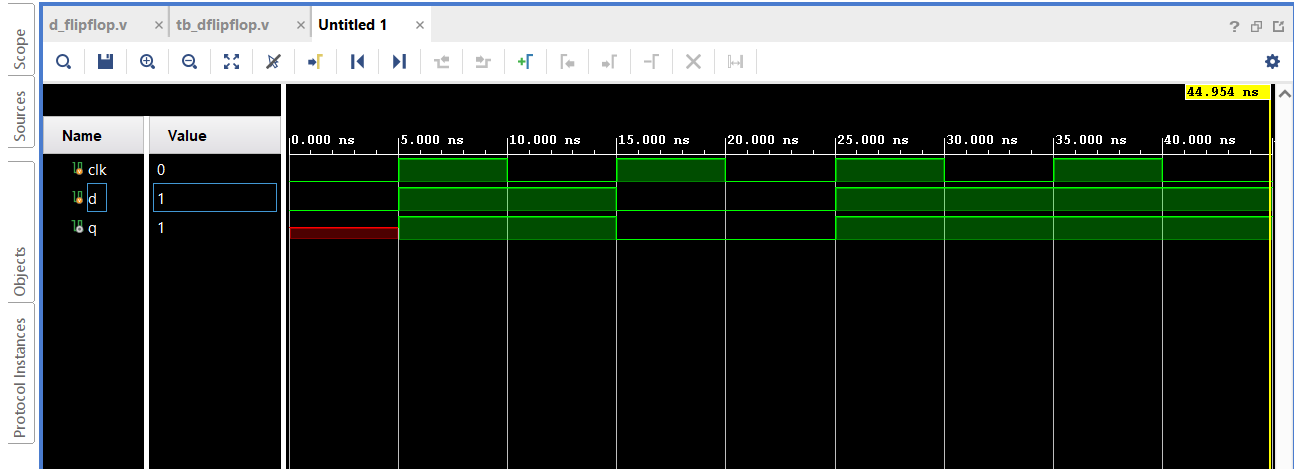 d_flipflop.v × tb_dflipflop.v × Untitled 1 ×
?
Scope
Sources
Objects
Protocol Instances
44.954 ns
Name Value
0.000 ns 5.000 ns 10.000 ns 15.000 ns 20.000 ns 25.000 ns 30.000 ns 35.000 ns 40.000 ns
clk 0
d 1
q 1